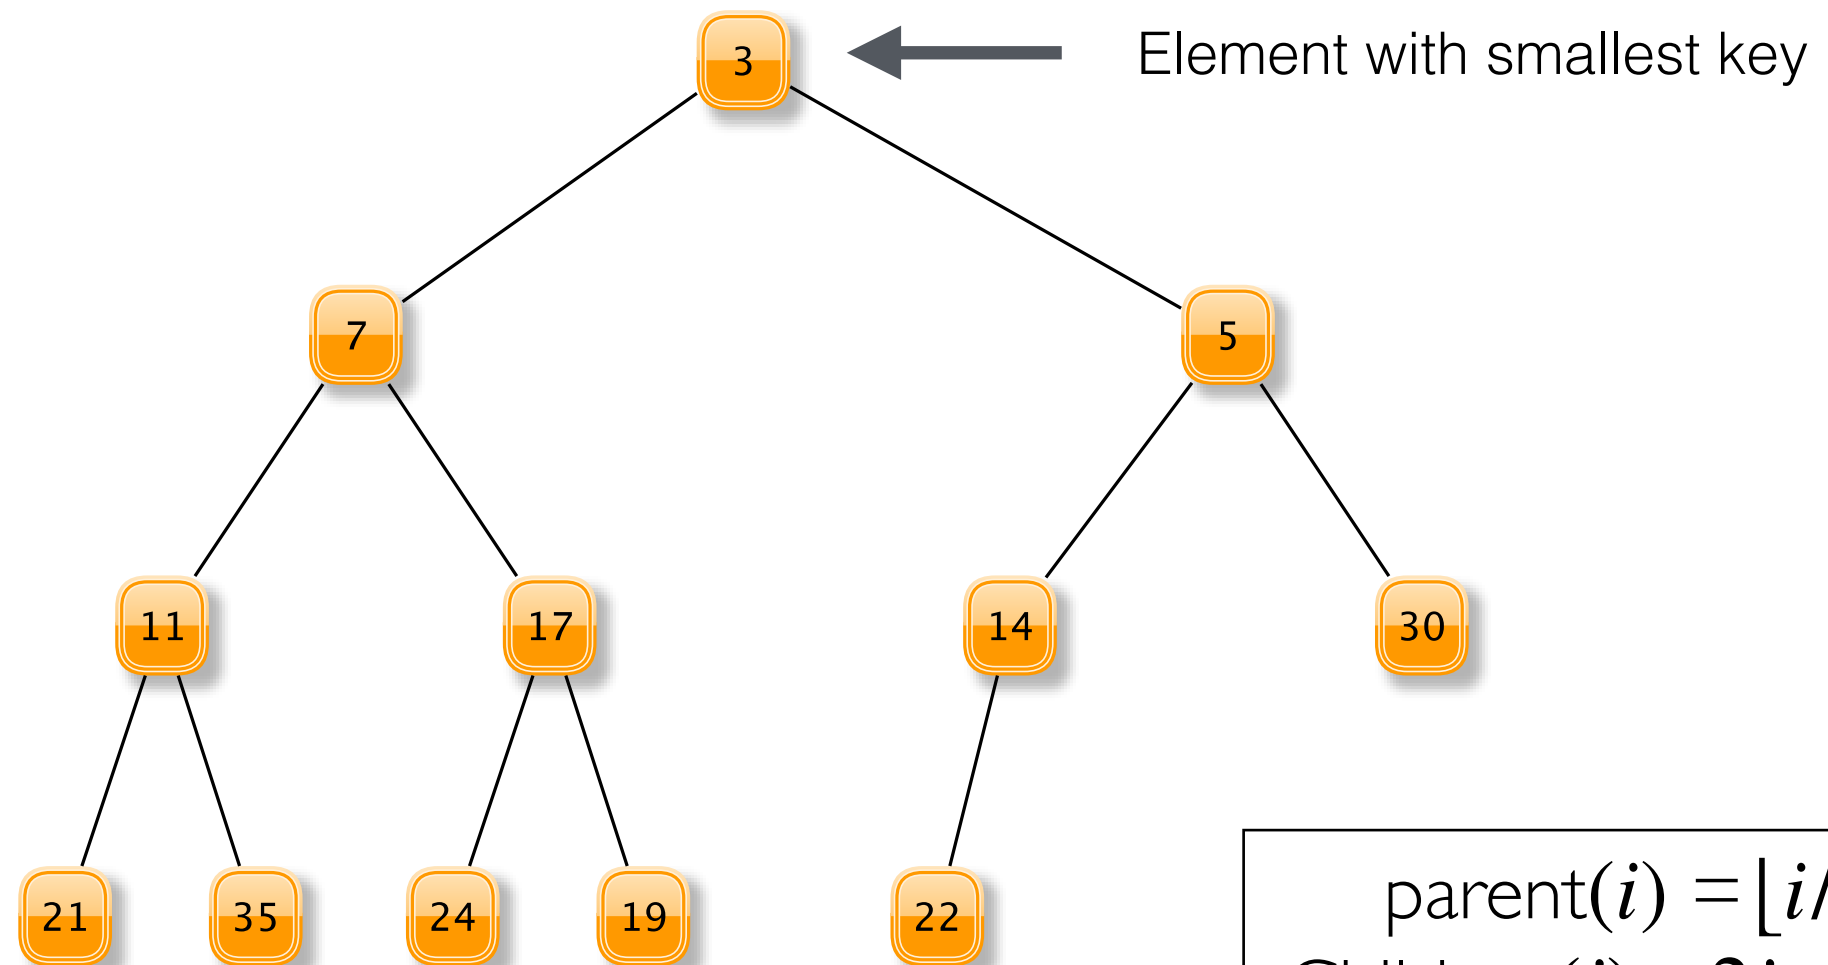 3
Element with smallest key
7 5
11 17 14 30
21 35 24 19 22
parent(i) = ⌊i/